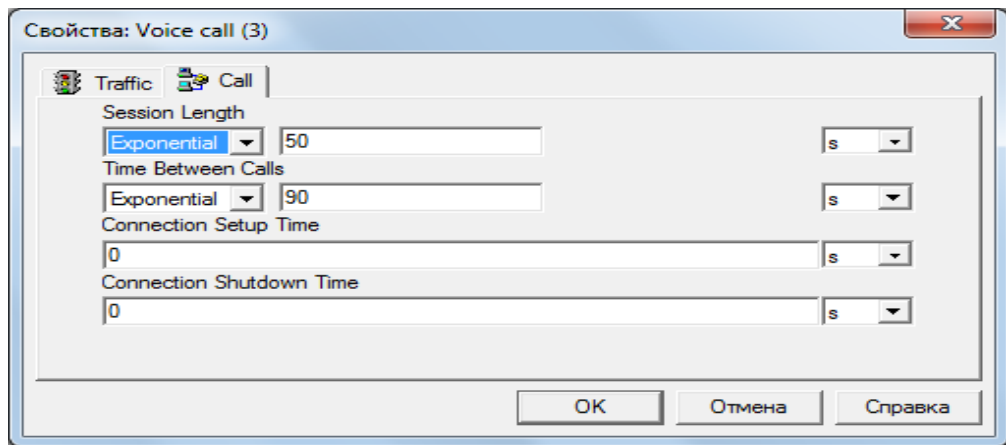 Свойства: Voice call (3)
Traffic Call
Session Length
Exponential 50 s
Time Between Calls
Exponential 90 s
Connection Setup Time
0 s
Connection Shutdown Time
0 s
OK Отмена Справка